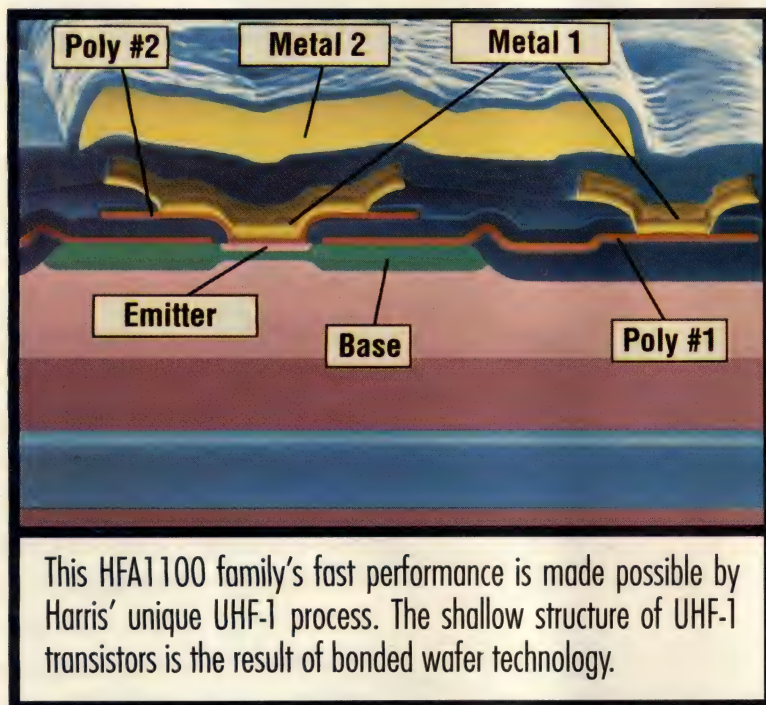 Poly #2
Metal 2
Metal 1
Emitter
Base
Poly #1
This HFA1100 family's fast performance is made possible by
Harris' unique UHF-1 process. The shallow structure of UHF-1
transistors is the result of bonded wafer technology.